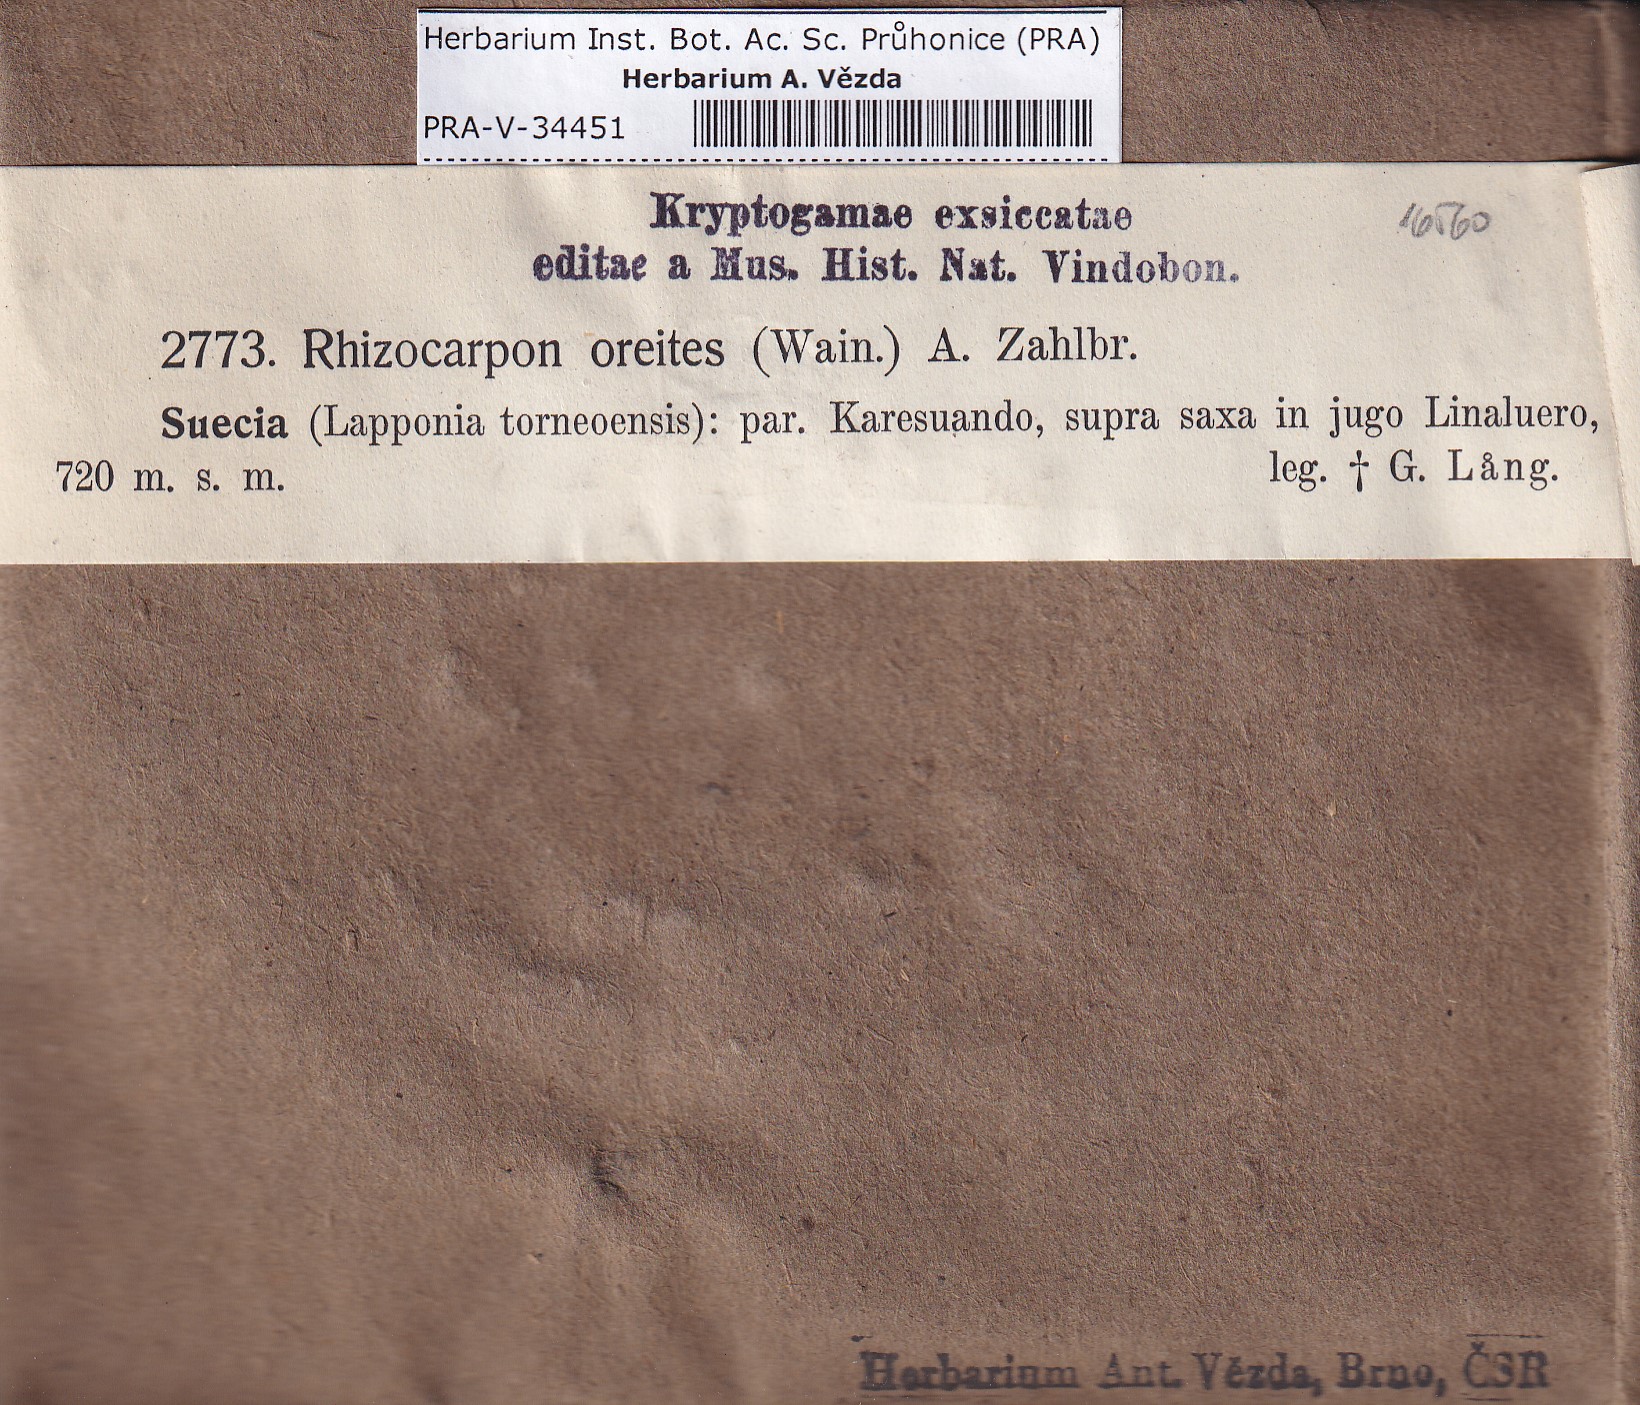 Herbarium Inst. Bot. Ac. Sc. Průhonice (PRA)
Herbarium A. Vězda
PRA-V-34451
Kryptogamae exsiccatae
editae a Mus. Hist. Nat. Vindobon.
16560
2773. Rhizocarpon oreites (Wain.) A. Zahlbr.
Suecia (Lapponia torneoensis): par. Karesuando, supra saxa in jugo Linaluero,
720 m. s. m. leg. † G. Lång.
Herbarium Ant. Vězda, Brno, ČSR